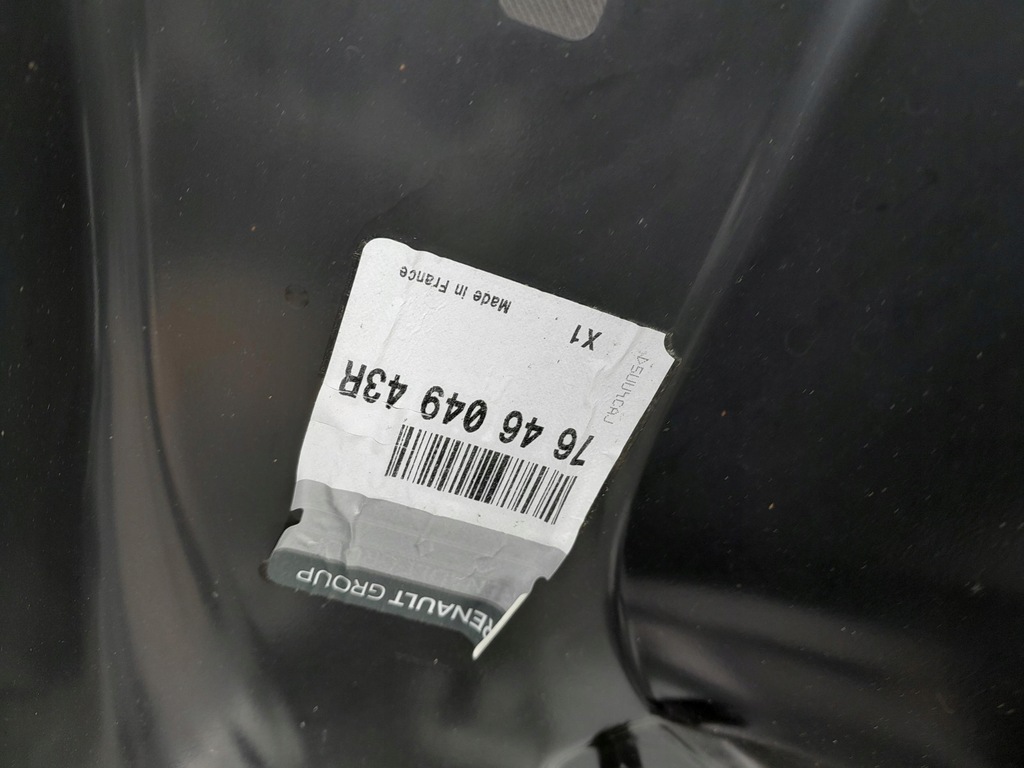 RENAULT GROUP
76 46 049 43R
X1
Made in France